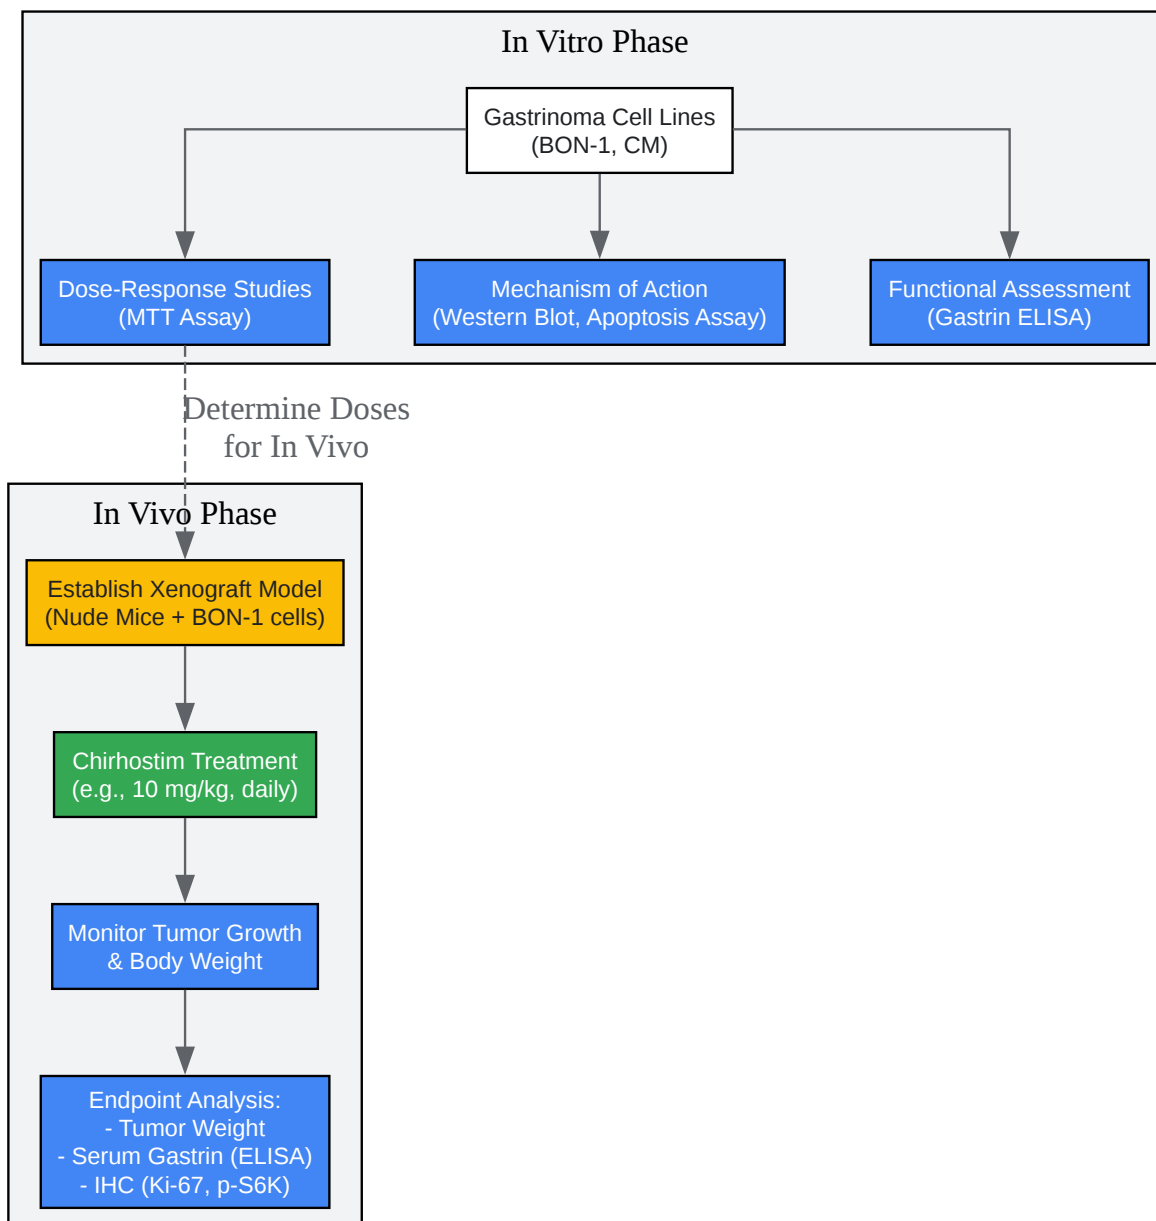 In Vitro Phase
Gastrinoma Cell Lines
(BON-1, CM)
Dose-Response Studies
(MTT Assay)
Mechanism of Action
(Western Blot, Apoptosis Assay)
Functional Assessment
(Gastrin ELISA)
Determine Doses
for In Vivo
In Vivo Phase
Establish Xenograft Model
(Nude Mice + BON-1 cells)
Chirhostim Treatment
(e.g., 10 mg/kg, daily)
Monitor Tumor Growth
& Body Weight
Endpoint Analysis:
- Tumor Weight
- Serum Gastrin (ELISA)
- IHC (Ki-67, p-S6K)